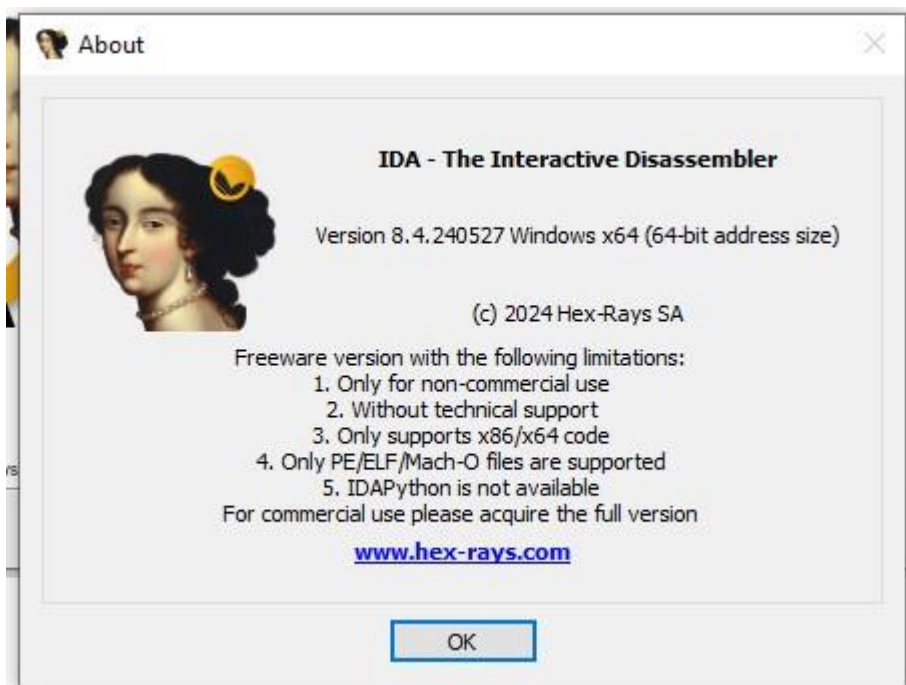 About
IDA - The Interactive Disassembler
Version 8.4.240527 Windows x64 (64-bit address size)
(c) 2024 Hex-Rays SA
Freeware version with the following limitations:
1. Only for non-commercial use
2. Without technical support
3. Only supports x86/x64 code
4. Only PE/ELF/Mach-O files are supported
5. IDAPython is not available
For commercial use please acquire the full version
www.hex-rays.com
OK